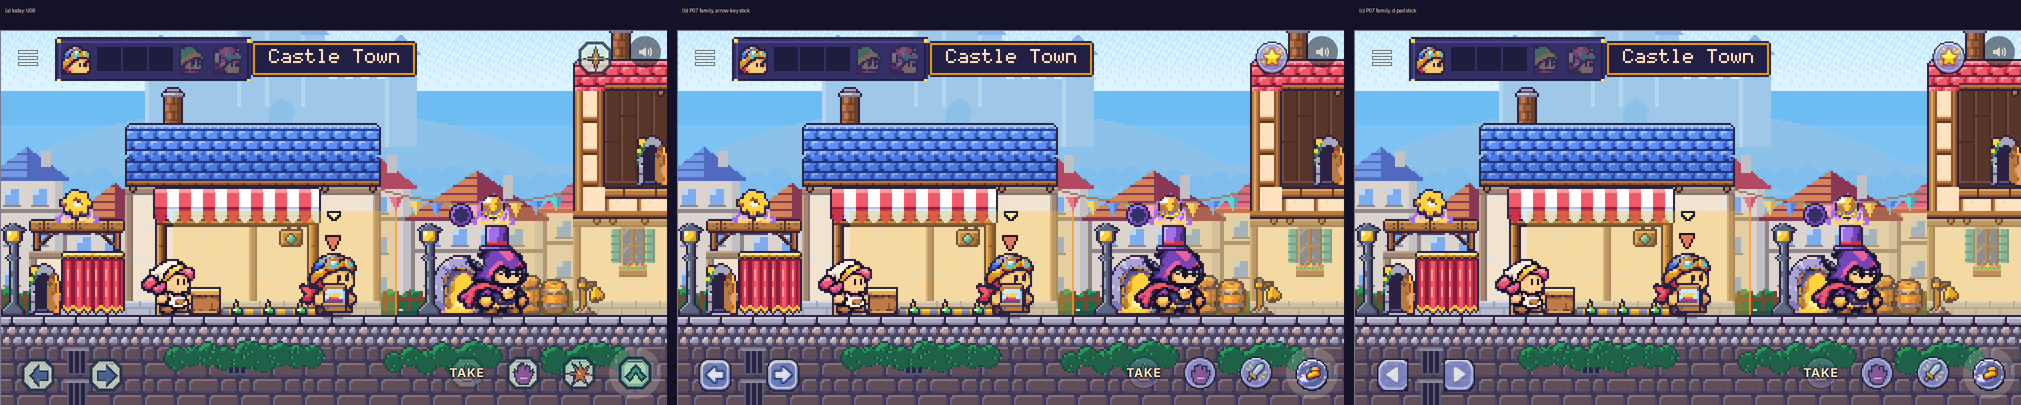 (a) today: U08
(b) P07 family, arrow-key stick
(c) P07 family, d-pad stick
Castle Town
Castle Town
Castle Town
TAKE
TAKE
TAKE